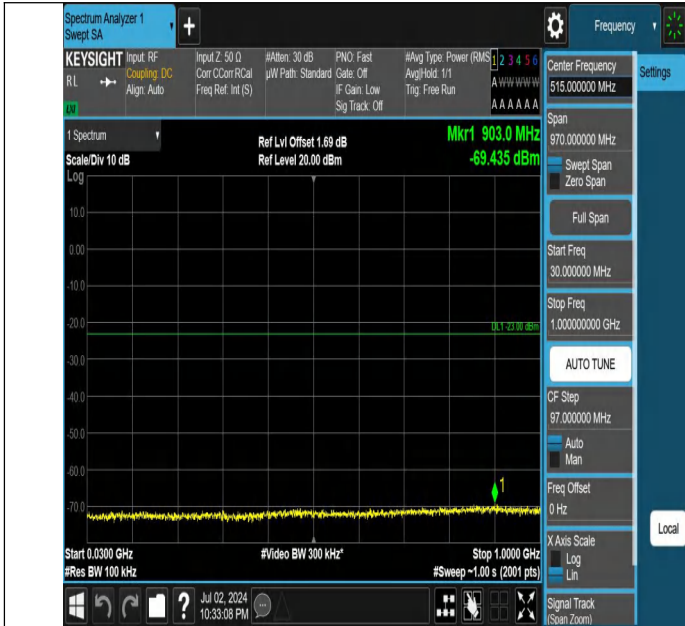 Spectrum Analyzer 1
Swept SA
+
Frequency
KEYSIGHT
RL
Input: RF
Coupling: DC
Align: Auto
Input Z: 50 Ω
Corr CCorr RCal
Freq Ref: Int (S)
#Atten: 30 dB
µW Path: Standard
PNO: Fast
Gate: Off
IF Gain: Low
Sig Track: Off
#Avg Type: Power (RMS
Avg|Hold: 1/1
Trig: Free Run
1 2 3 4 5 6
A W W W W W
A A A A A A
1 Spectrum
Scale/Div 10 dB
Log
Ref Lvl Offset 1.69 dB
Ref Level 20.00 dBm
Mkr1 903.0 MHz
-69.435 dBm
10.0
0.00
-10.0
-20.0
DL1 -23.00 dBm
-30.0
-40.0
-50.0
-60.0
-70.0
1
Start 0.0300 GHz
#Res BW 100 kHz
#Video BW 300 kHz*
Stop 1.0000 GHz
#Sweep ~1.00 s (2001 pts)
Jul 02, 2024
10:33:08 PM
?
Center Frequency
515.000000 MHz
Settings
Span
970.000000 MHz
Swept Span
Zero Span
Full Span
Start Freq
30.000000 MHz
Stop Freq
1.000000000 GHz
AUTO TUNE
CF Step
97.000000 MHz
Auto
Man
Freq Offset
0 Hz
X Axis Scale
Log
Lin
Local
Signal Track
(Span Zoom)